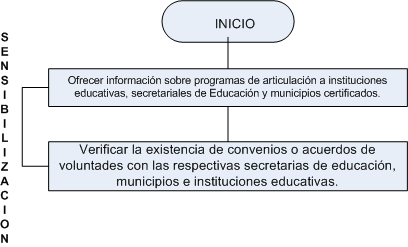 INICIO
SENSIBILIZACION
Ofrecer información sobre programas de articulación a instituciones
educativas, secretariales de Educación y municipios certificados.
Verificar la existencia de convenios o acuerdos de
voluntades con las respectivas secretarias de educación,
municipios e instituciones educativas.